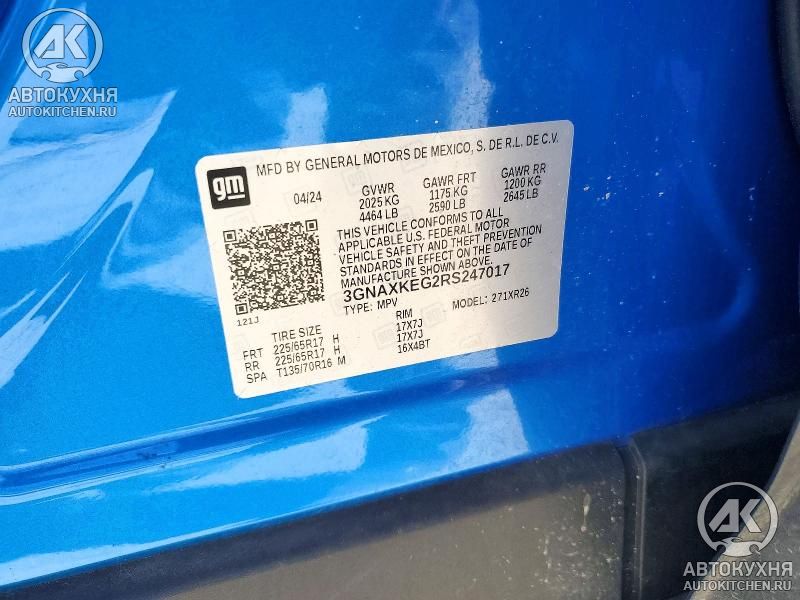 АК
АВТОКУХНЯ
AUTOKITCHEN.RU
gm
MFD BY GENERAL MOTORS DE MEXICO, S. DE R.L. DE C.V.
04/24 GVWR GAWR FRT GAWR RR
2025 KG 1175 KG 1200 KG
4464 LB 2590 LB 2645 LB
THIS VEHICLE CONFORMS TO ALL
APPLICABLE U.S. FEDERAL MOTOR
VEHICLE SAFETY AND THEFT PREVENTION
STANDARDS IN EFFECT ON THE DATE OF
MANUFACTURE SHOWN ABOVE.
3GNAXKEG2RS247017
TYPE: MPV MODEL: 271XR26
121J
TIRE SIZE RIM
FRT 225/65R17 H 17X7J
RR 225/65R17 H 17X7J
SPA T135/70R16 M 16X4BT
АК
АВТОКУХНЯ
AUTOKITCHEN.RU